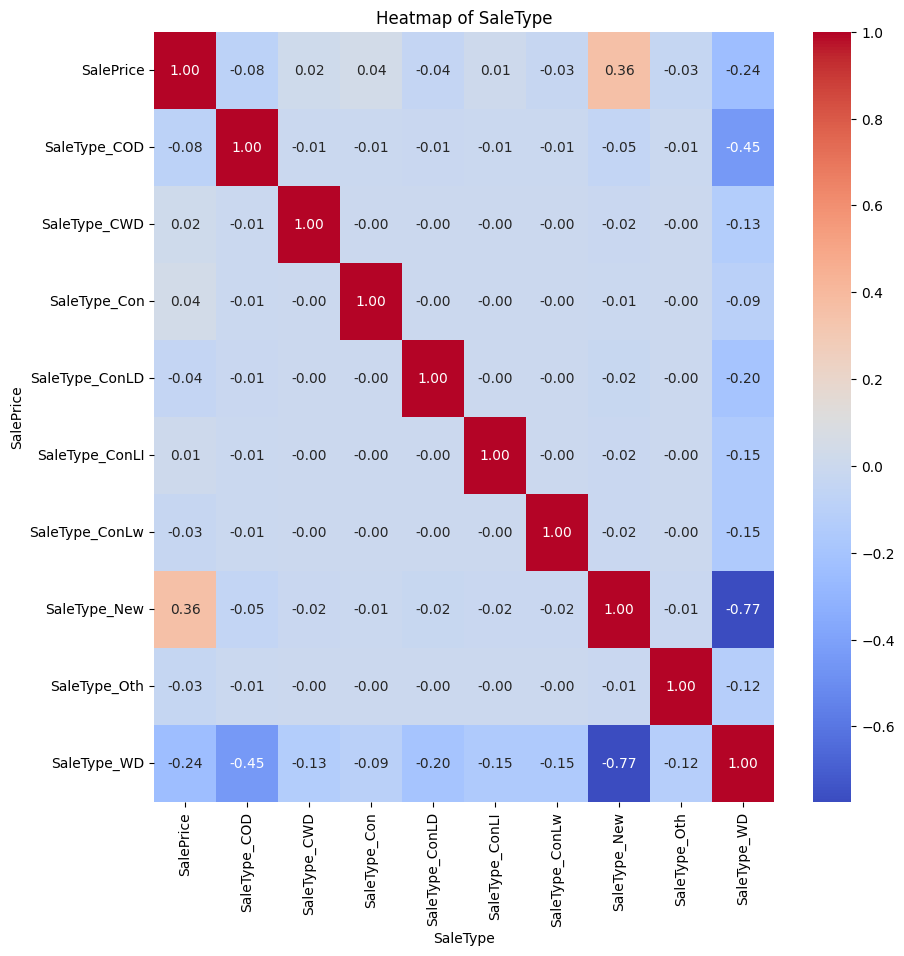 Heatmap of SaleType
SalePrice 1.00 -0.08 0.02 0.04 -0.04 0.01 -0.03 0.36 -0.03 -0.24
SaleType_COD -0.08 1.00 -0.01 -0.01 -0.01 -0.01 -0.01 -0.05 -0.01 -0.45
SaleType_CWD 0.02 -0.01 1.00 -0.00 -0.00 -0.00 -0.00 -0.02 -0.00 -0.13
SaleType_Con 0.04 -0.01 -0.00 1.00 -0.00 -0.00 -0.00 -0.01 -0.00 -0.09
SaleType_ConLD -0.04 -0.01 -0.00 -0.00 1.00 -0.00 -0.00 -0.02 -0.00 -0.20
SaleType_ConLI 0.01 -0.01 -0.00 -0.00 -0.00 1.00 -0.00 -0.02 -0.00 -0.15
SaleType_ConLw -0.03 -0.01 -0.00 -0.00 -0.00 -0.00 1.00 -0.02 -0.00 -0.15
SaleType_New 0.36 -0.05 -0.02 -0.01 -0.02 -0.02 -0.02 1.00 -0.01 -0.77
SaleType_Oth -0.03 -0.01 -0.00 -0.00 -0.00 -0.00 -0.00 -0.01 1.00 -0.12
SaleType_WD -0.24 -0.45 -0.13 -0.09 -0.20 -0.15 -0.15 -0.77 -0.12 1.00
SalePrice
SalePrice SaleType_COD SaleType_CWD SaleType_Con SaleType_ConLD SaleType_ConLI SaleType_ConLw SaleType_New SaleType_Oth SaleType_WD
SaleType
1.0
0.8
0.6
0.4
0.2
0.0
−0.2
−0.4
−0.6